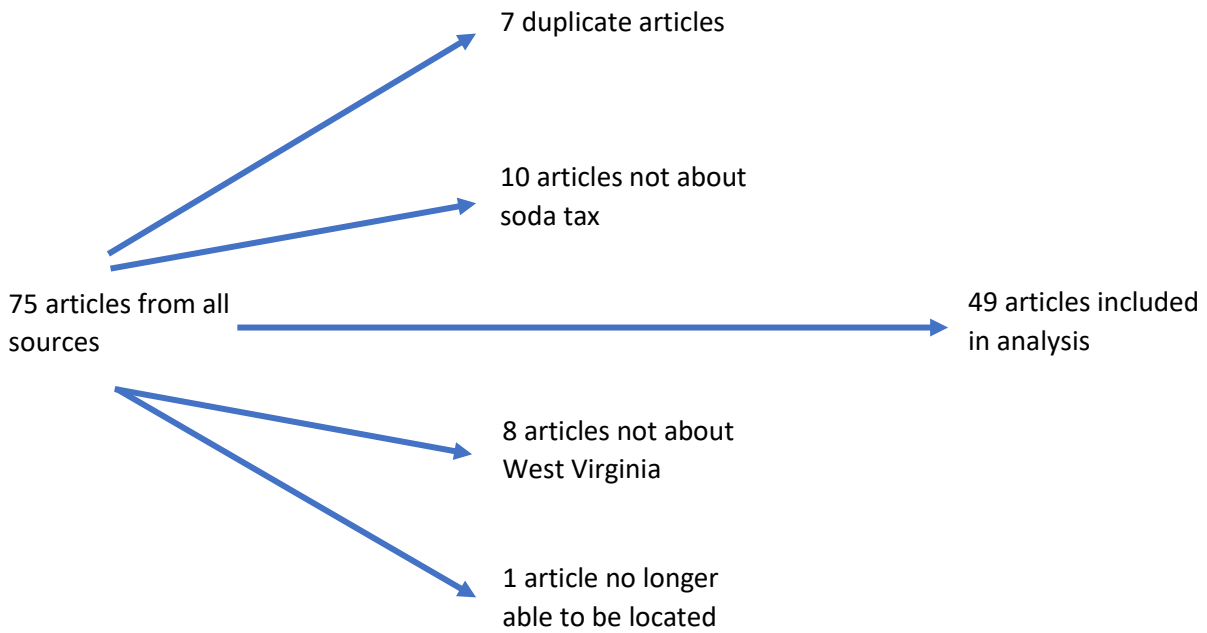 7 duplicate articles
10 articles not about
soda tax
75 articles from all
sources
49 articles included
in analysis
8 articles not about
West Virginia
1 article no longer
able to be located